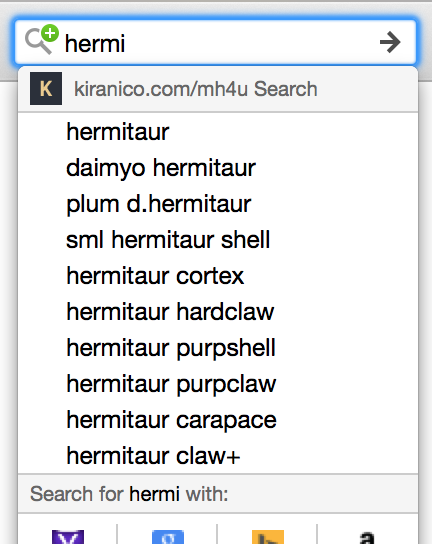 hermi
K kiranico.com/mh4u Search
hermitaur
daimyo hermitaur
plum d.hermitaur
sml hermitaur shell
hermitaur cortex
hermitaur hardclaw
hermitaur purpshell
hermitaur purpclaw
hermitaur carapace
hermitaur claw+
Search for hermi with:
Y g b a